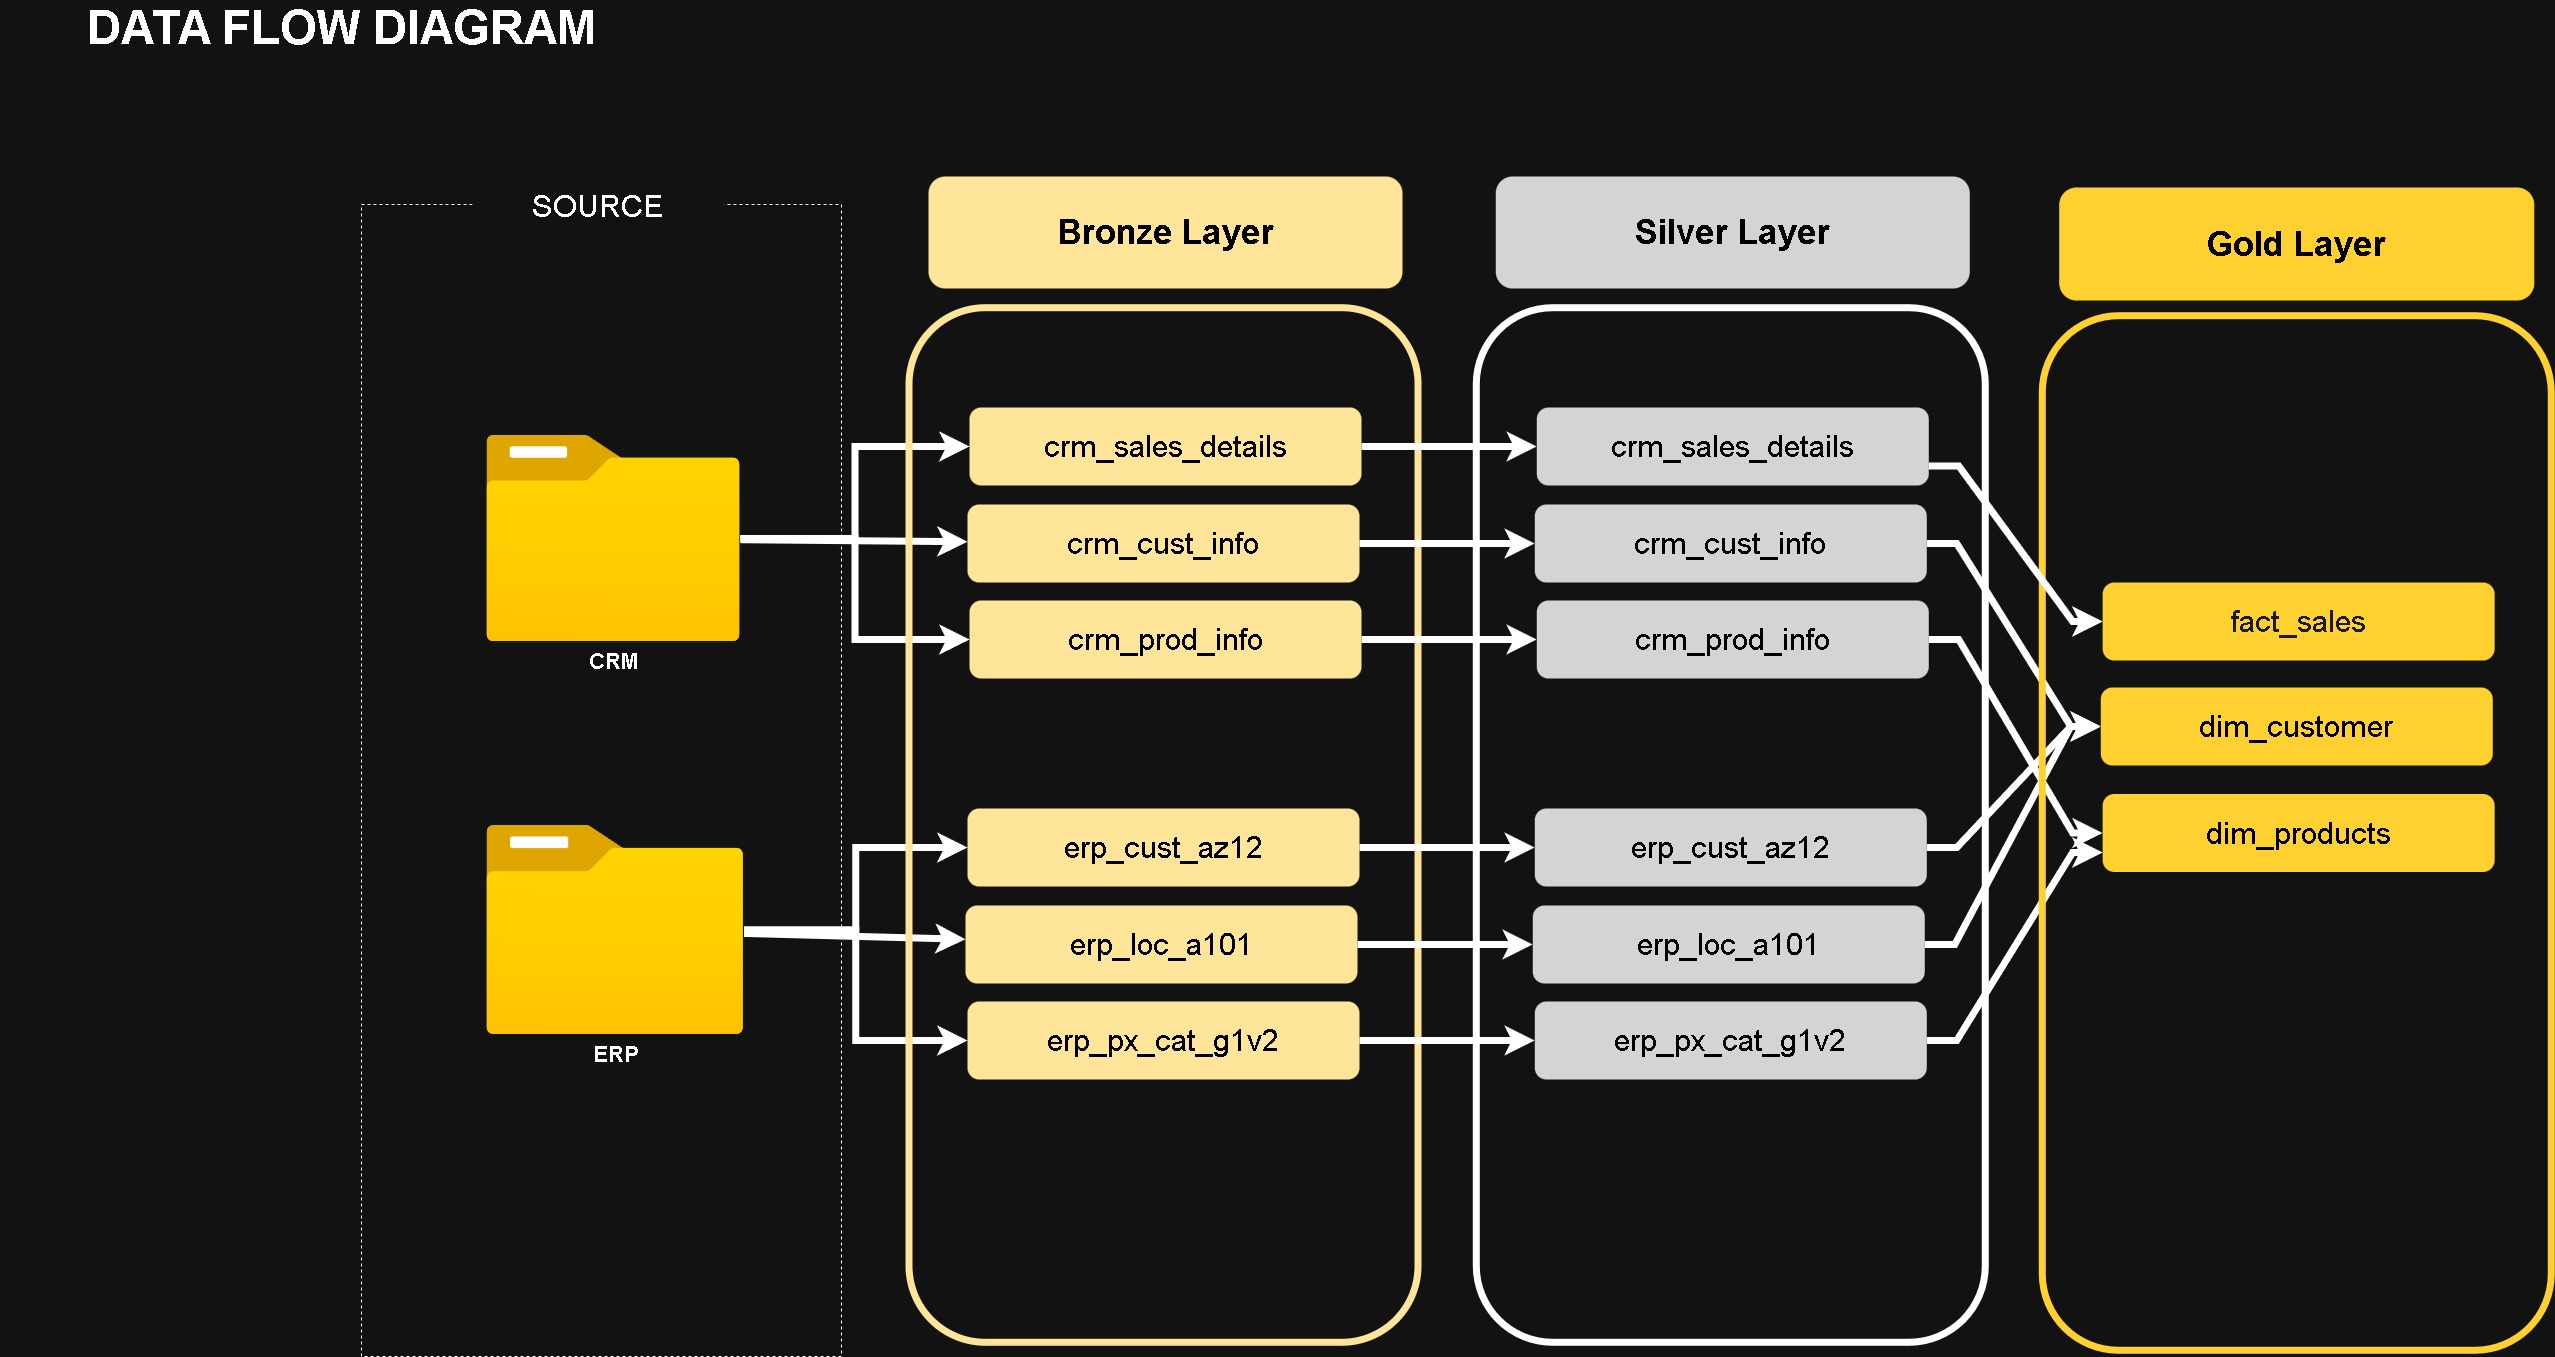 DATA FLOW DIAGRAM
SOURCE
CRM
ERP
Bronze Layer
crm_sales_details
crm_cust_info
crm_prod_info
erp_cust_az12
erp_loc_a101
erp_px_cat_g1v2
Silver Layer
crm_sales_details
crm_cust_info
crm_prod_info
erp_cust_az12
erp_loc_a101
erp_px_cat_g1v2
Gold Layer
fact_sales
dim_customer
dim_products